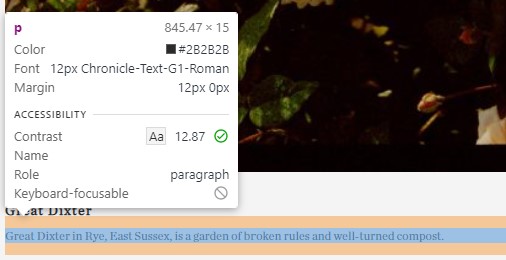 p 845.47 × 15
Color #2B2B2B
Font 12px Chronicle-Text-G1-Roman
Margin 12px 0px
ACCESSIBILITY
Contrast Aa 12.87
Name
Role paragraph
Keyboard-focusable
Great Dixter
Great Dixter in Rye, East Sussex, is a garden of broken rules and well-turned compost.